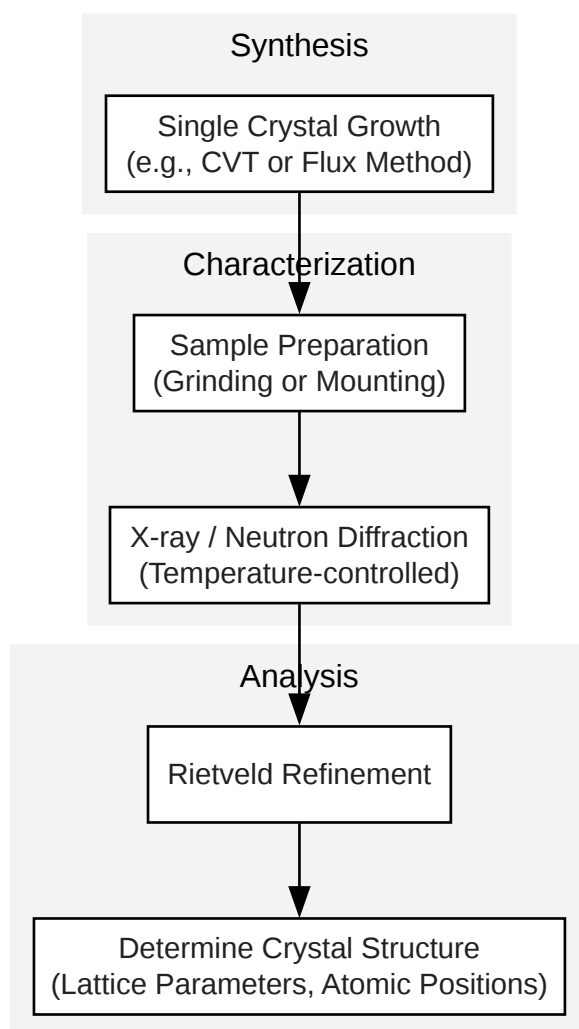 Synthesis
Single Crystal Growth
(e.g., CVT or Flux Method)
Characterization
Sample Preparation
(Grinding or Mounting)
X-ray / Neutron Diffraction
(Temperature-controlled)
Analysis
Rietveld Refinement
Determine Crystal Structure
(Lattice Parameters, Atomic Positions)